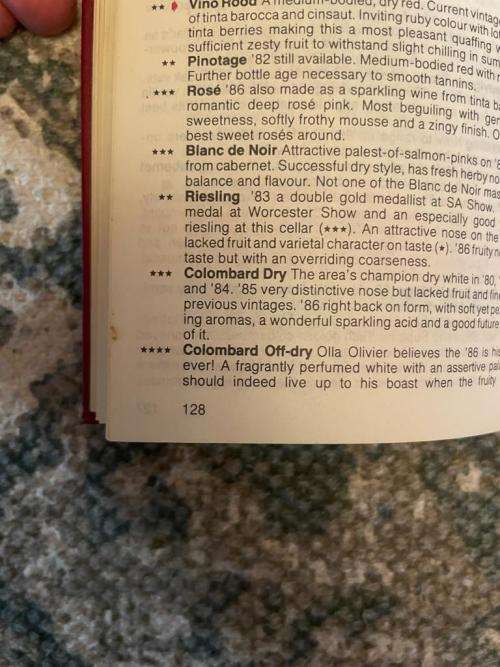 ★★ Vino Rood A medium-bodied, dry red. Current vintage
of tinta barocca and cinsaut. Inviting ruby colour with lot
tinta berries making this a most pleasant quaffing w
sufficient zesty fruit to withstand slight chilling in sum
★★ Pinotage '82 still available. Medium-bodied red with r
Further bottle age necessary to smooth tannins.
★★★ Rosé '86 also made as a sparkling wine from tinta ba
romantic deep rosé pink. Most beguiling with gen
sweetness, softly frothy mousse and a zingy finish. O
best sweet rosés around.
★★★ Blanc de Noir Attractive palest-of-salmon-pinks on '8
from cabernet. Successful dry style, has fresh herby no
balance and flavour. Not one of the Blanc de Noir mas
★★ Riesling '83 a double gold medallist at SA Show,
medal at Worcester Show and an especially good
riesling at this cellar (★★★). An attractive nose on the
lacked fruit and varietal character on taste (★). '86 fruity n
taste but with an overriding coarseness.
★★★ Colombard Dry The area's champion dry white in '80, '
and '84. '85 very distinctive nose but lacked fruit and fin
previous vintages. '86 right back on form, with soft yet pe
ing aromas, a wonderful sparkling acid and a good future
of it.
★★★★ Colombard Off-dry Olla Olivier believes the '86 is his
ever! A fragrantly perfumed white with an assertive pal
should indeed live up to his boast when the fruity
128